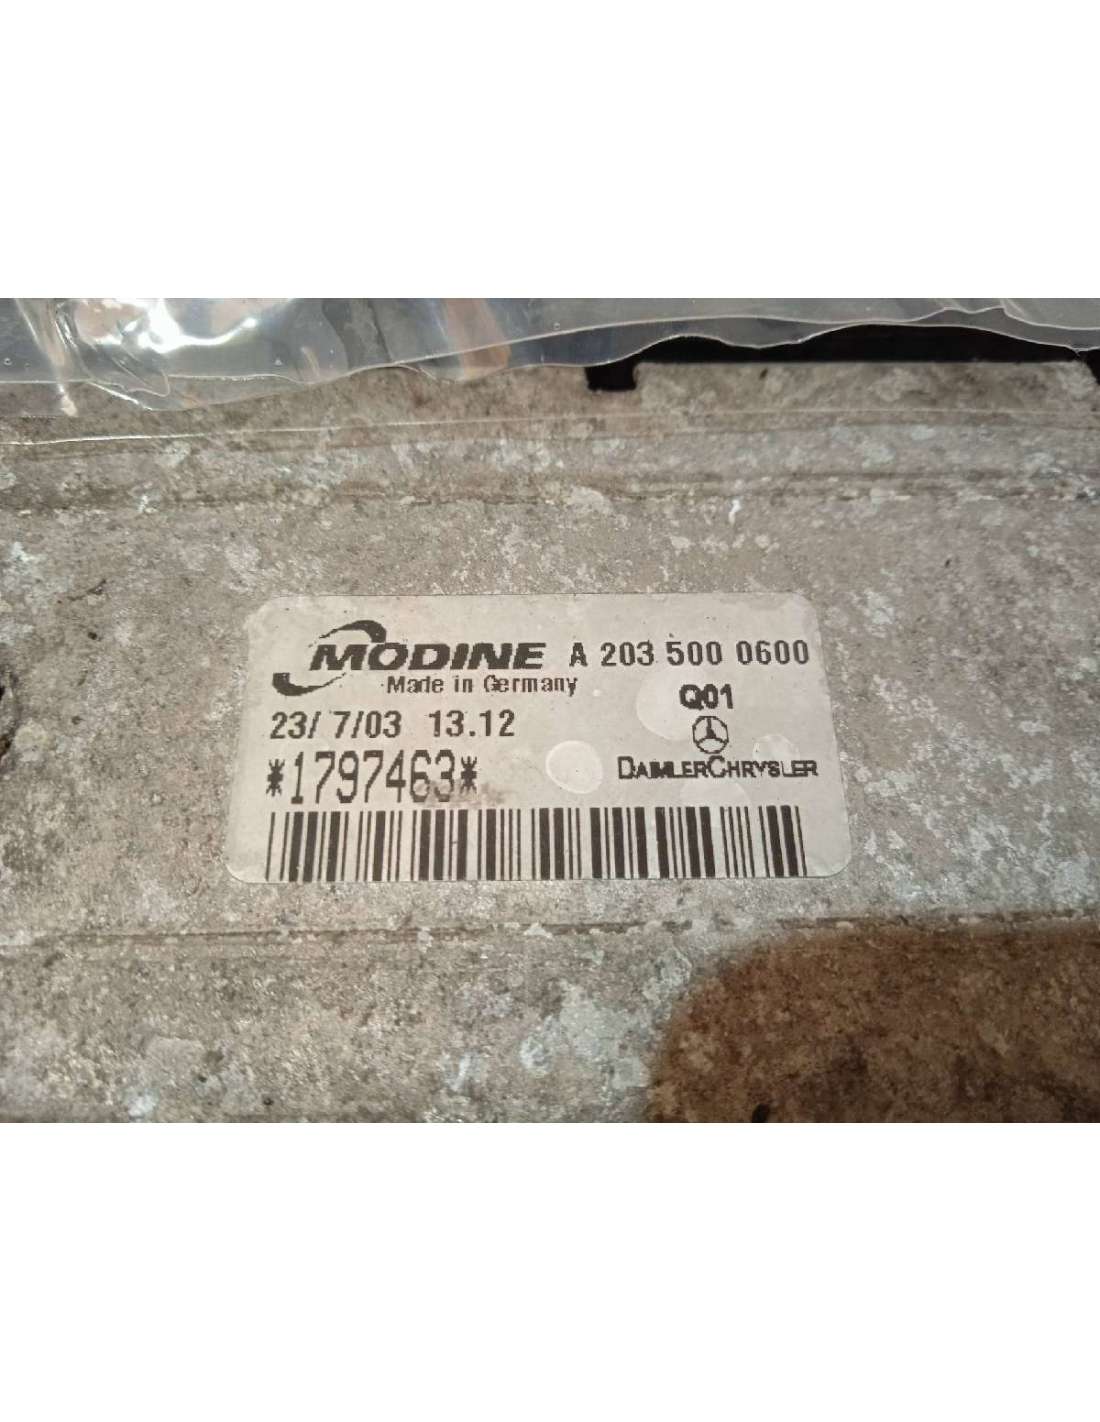 MODINE A 203 500 0600
Made in Germany Q01
23/ 7/03 13.12
DAIMLERCHRYSLER
*1797463*